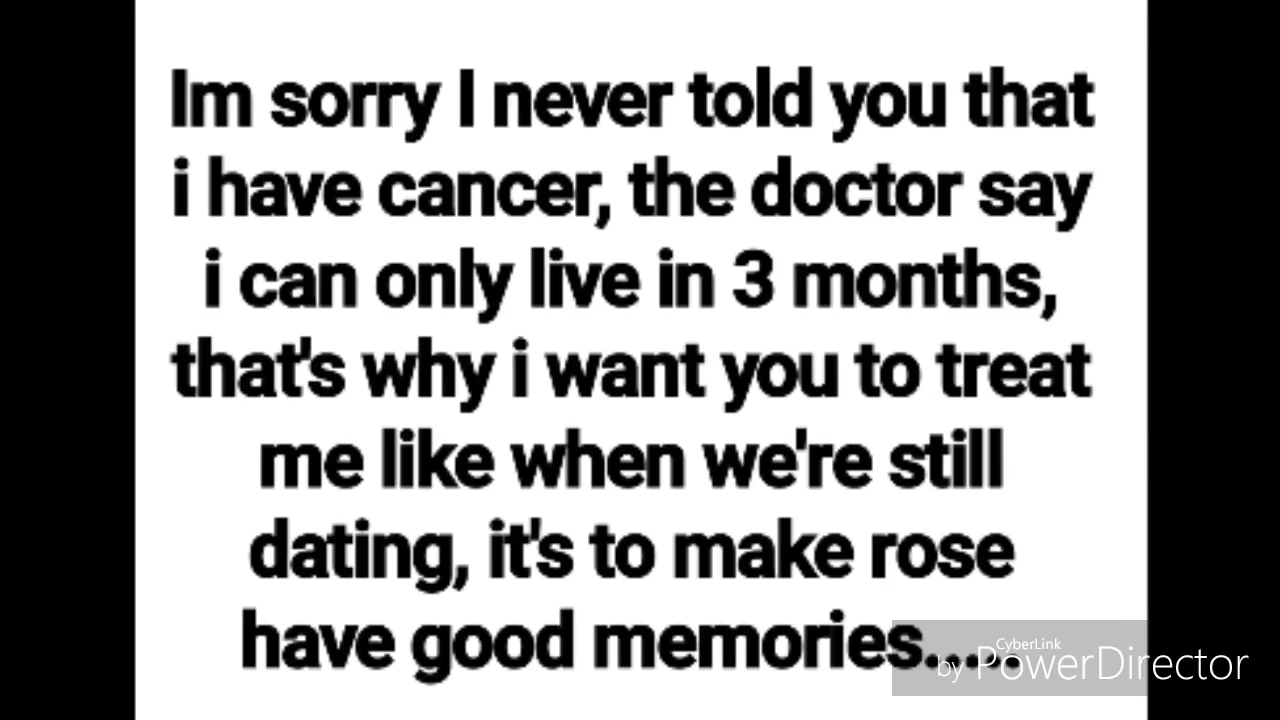 Im sorry I never told you that
i have cancer, the doctor say
i can only live in 3 months,
that's why i want you to treat
me like when we're still
dating, it's to make rose
have good memories.....
CyberLink
by PowerDirector